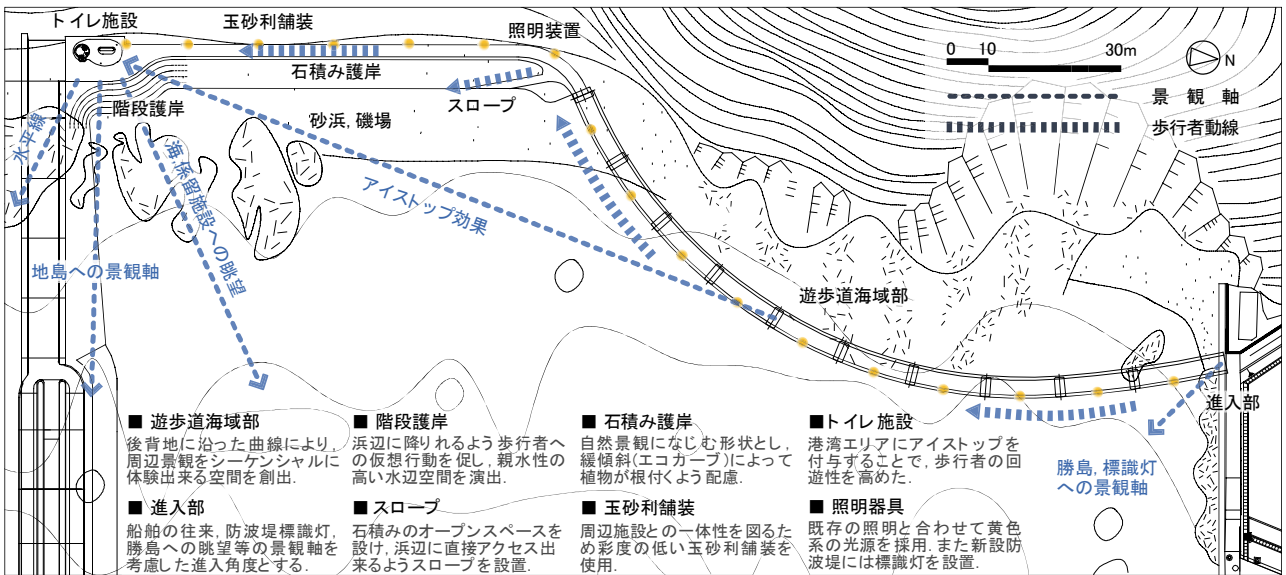 トイレ施設
玉砂利舗装
照明装置
石積み護岸
スロープ
階段護岸
砂浜，磯場
水平線
海，係留施設への眺望
アイストップ効果
地島への景観軸
遊歩道海域部
0 10 30m
N
景 観 軸
歩行者動線
進入部
勝島，標識灯
への景観軸
■ 遊歩道海域部
後背地に沿った曲線により，
周辺景観をシーケンシャルに
体験出来る空間を創出．
■ 階段護岸
浜辺に降りれるよう歩行者へ
の仮想行動を促し，親水性の
高い水辺空間を演出．
■ 石積み護岸
自然景観になじむ形状とし，
緩傾斜(エコカーブ)によって
植物が根付くよう配慮．
■トイレ施設
港湾エリアにアイストップを
付与することで，歩行者の回
遊性を高めた．
■ 進入部
船舶の往来，防波堤標識灯，
勝島への眺望等の景観軸を
考慮した進入角度とする．
■スロープ
石積みのオープンスペースを
設け，浜辺に直接アクセス出
来るようスロープを設置．
■ 玉砂利舗装
周辺施設との一体性を図るた
め彩度の低い玉砂利舗装を
使用．
■ 照明器具
既存の照明と合わせて黄色
系の光源を採用．また新設防
波堤には標識灯を設置．